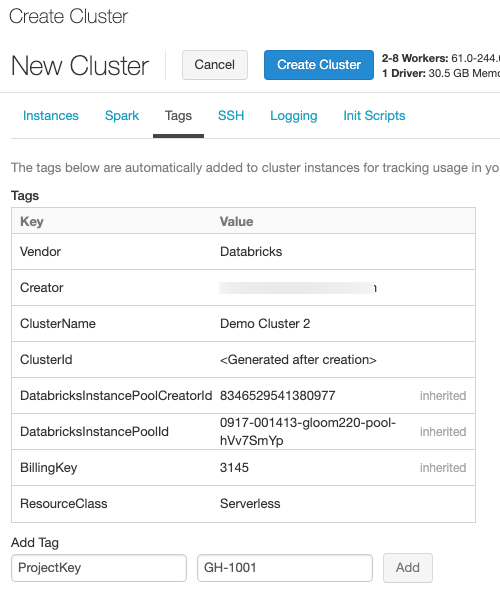 Create Cluster
New Cluster
Cancel
Create Cluster
2-8 Workers: 61.0-244.
1 Driver: 30.5 GB Memo
Instances Spark Tags SSH Logging Init Scripts
The tags below are automatically added to cluster instances for tracking usage in yo
Tags
Key Value
Vendor Databricks
Creator
ClusterName Demo Cluster 2
ClusterId <Generated after creation>
DatabricksInstancePoolCreatorId 8346529541380977 inherited
DatabricksInstancePoolId 0917-001413-gloom220-pool-
hVv7SmYp inherited
BillingKey 3145 inherited
ResourceClass Serverless
Add Tag
ProjectKey GH-1001 Add